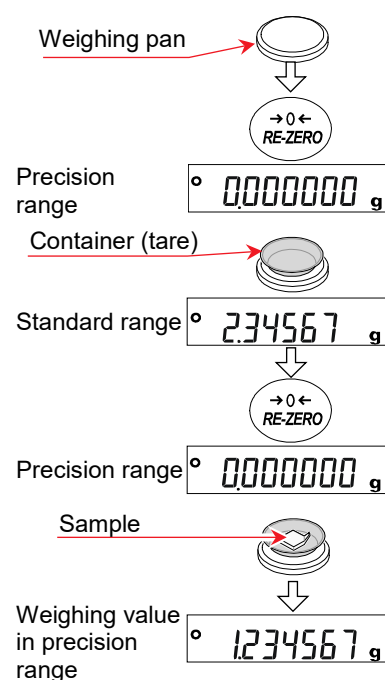 Weighing pan
→0←
RE-ZERO
Precision
range
0.000000 g
Container (tare)
Standard range
2.34567 g
→0←
RE-ZERO
Precision range
0.000000 g
Sample
Weighing value
in precision
range
1.234567 g